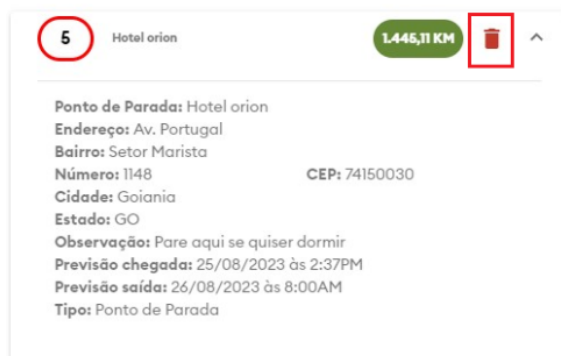 5 Hotel orion 1.445,11 KM
Ponto de Parada: Hotel orion
Endereço: Av. Portugal
Bairro: Setor Marista
Número: 1148 CEP: 74150030
Cidade: Goiania
Estado: GO
Observação: Pare aqui se quiser dormir
Previsão chegada: 25/08/2023 às 2:37PM
Previsão saída: 26/08/2023 às 8:00AM
Tipo: Ponto de Parada